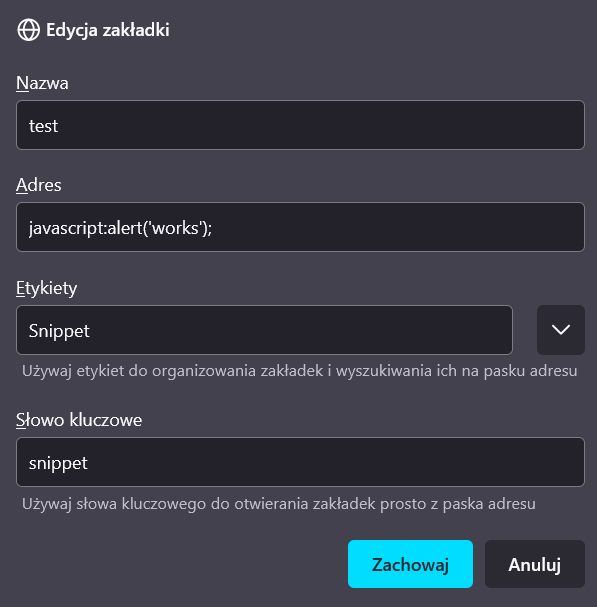 Edycja zakładki
Nazwa
test
Adres
javascript:alert('works');
Etykiety
Snippet
Używaj etykiet do organizowania zakładek i wyszukiwania ich na pasku adresu
Słowo kluczowe
snippet
Używaj słowa kluczowego do otwierania zakładek prosto z paska adresu
Zachowaj Anuluj